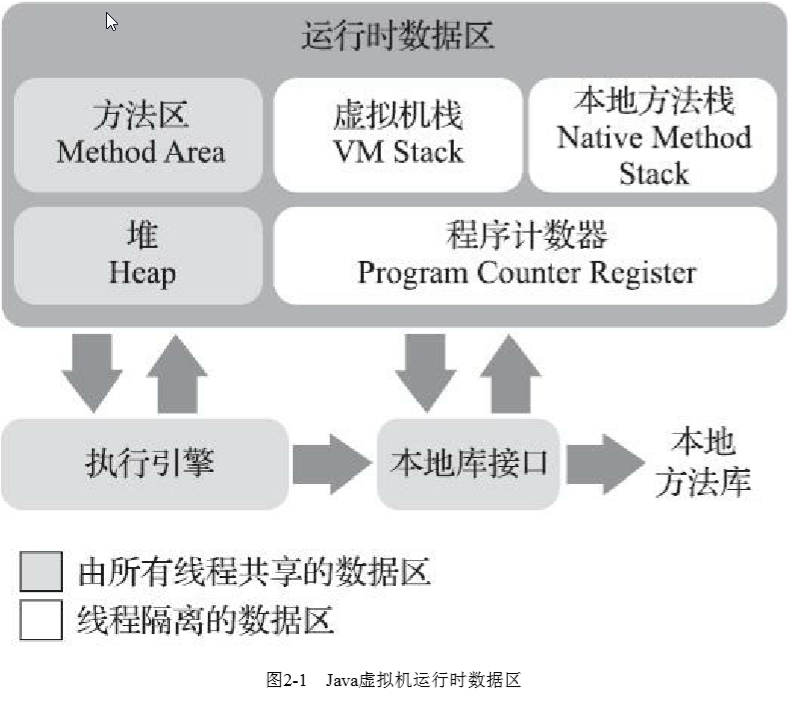 运行时数据区
方法区
Method Area
虚拟机栈
VM Stack
本地方法栈
Native Method
Stack
堆
Heap
程序计数器
Program Counter Register
执行引擎
本地库接口
本地
方法库
由所有线程共享的数据区
线程隔离的数据区
图2-1 Java虚拟机运行时数据区